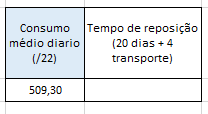 Consumo
médio diario
(/22)
Tempo de reposição
(20 dias + 4
transporte)
509,30